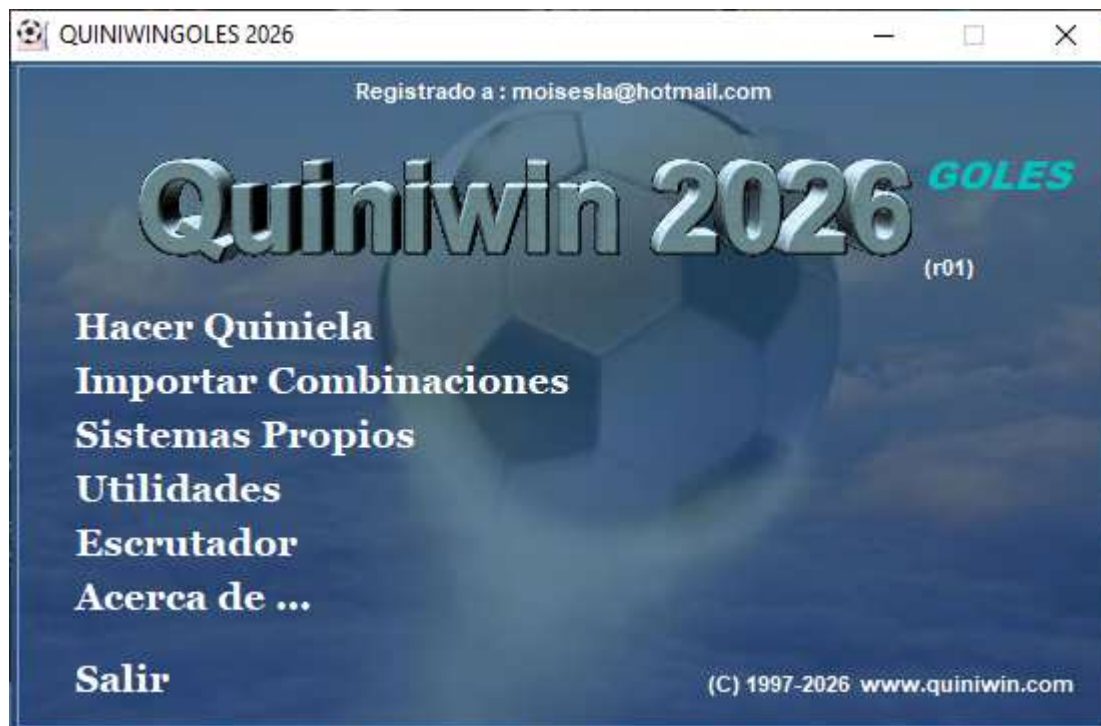 QUINIWINGOLES 2026
Registrado a : moisesla@hotmail.com
Quiniwin 2026 GOLES
(r01)
Hacer Quiniela
Importar Combinaciones
Sistemas Propios
Utilidades
Escrutador
Acerca de ...
Salir
(C) 1997-2026 www.quiniwin.com